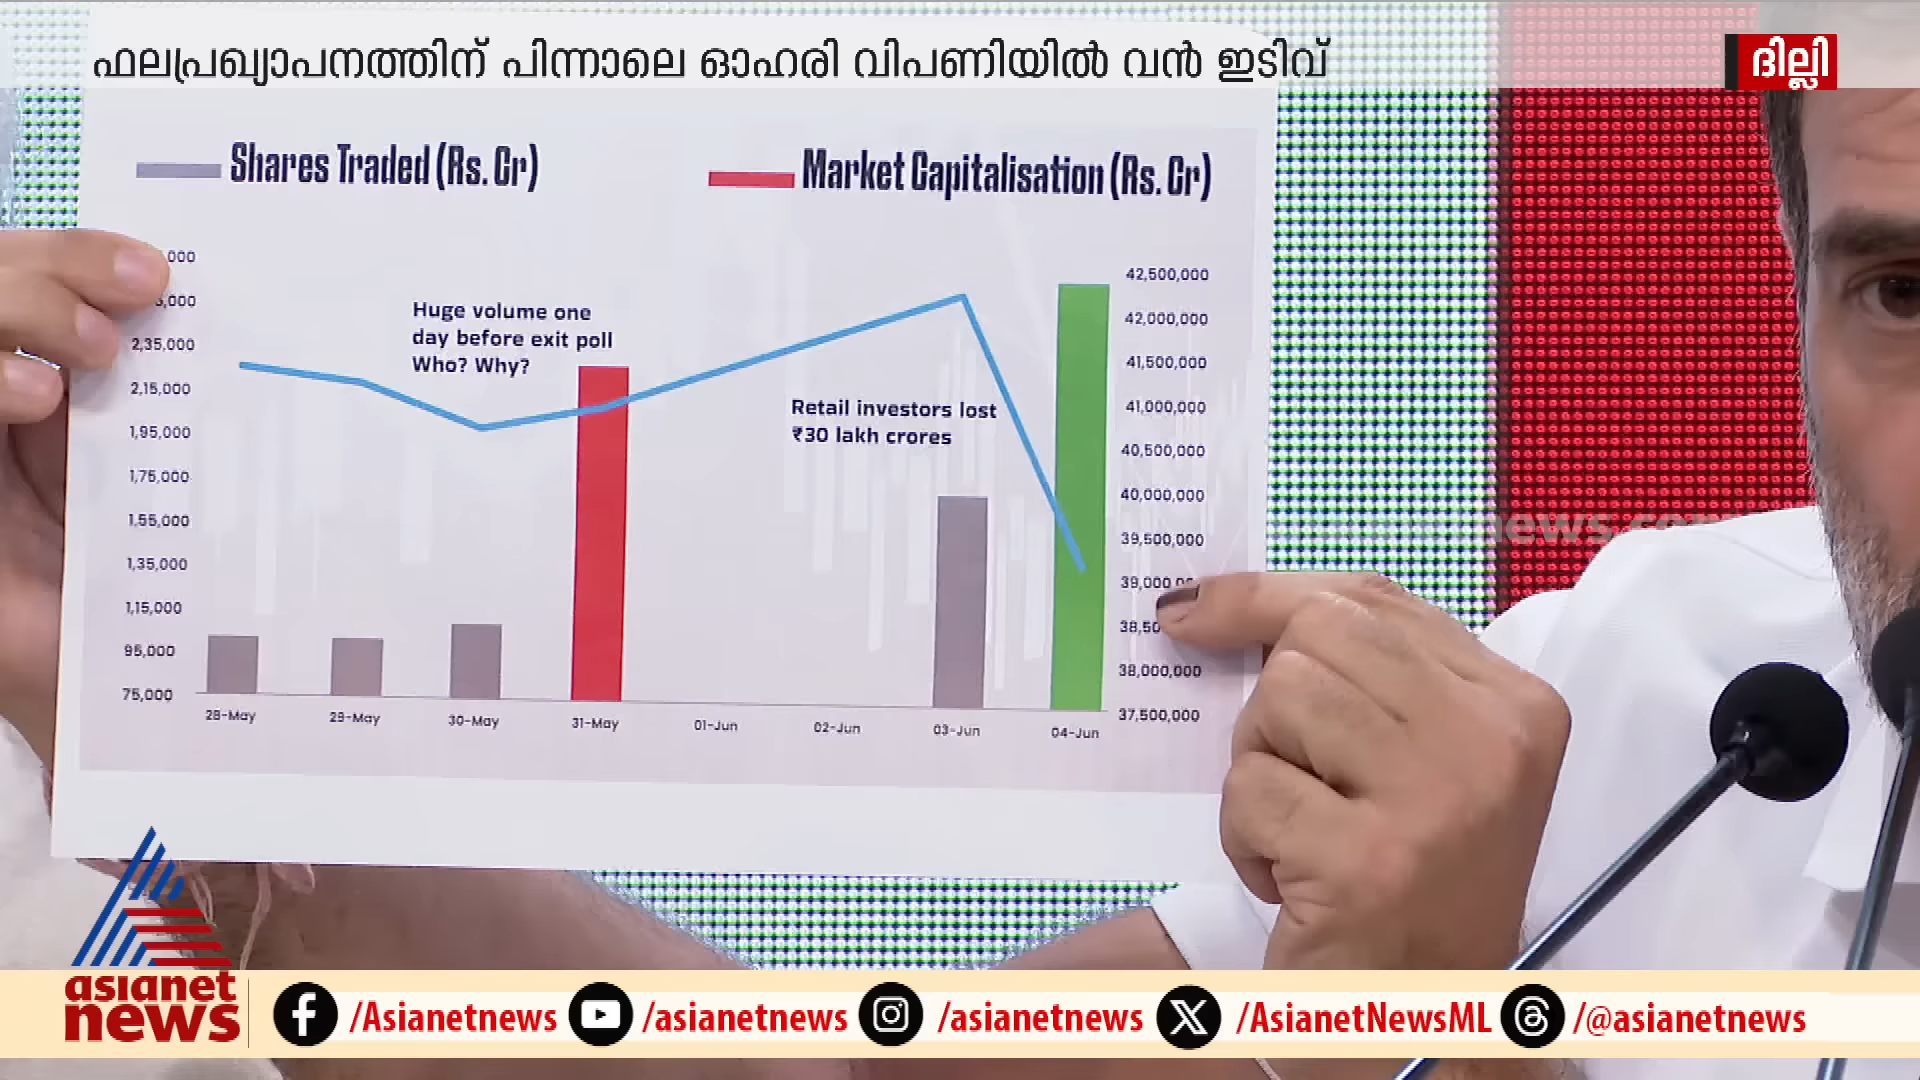 ഫലപ്രഖ്യാപനത്തിന് പിന്നാലെ ഓഹരി വിപണിയിൽ വൻ ഇടിവ്
ദില്ലി
Shares Traded (Rs. Cr)
Market Capitalisation (Rs. Cr)
2,35,000
2,15,000
1,95,000
1,75,000
1,55,000
1,35,000
1,15,000
95,000
75,000
Huge volume one
day before exit poll
Who? Why?
Retail investors lost
₹30 lakh crores
42,500,000
42,000,000
41,500,000
41,000,000
40,500,000
40,000,000
39,500,000
38,000,000
37,500,000
28-May 29-May 30-May 31-May 01-Jun 02-Jun 03-Jun 04-Jun
asianet
news
/Asianetnews /asianetnews /asianetnews /AsianetNewsML /@asianetnews